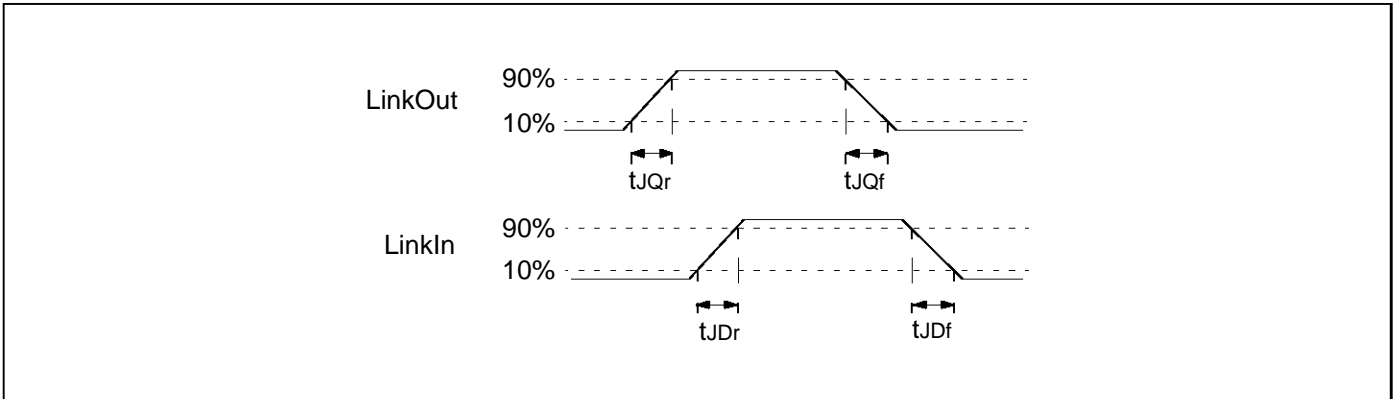 90%
LinkOut
10%
tJQr tJQf
90%
LinkIn
10%
tJDr tJDf